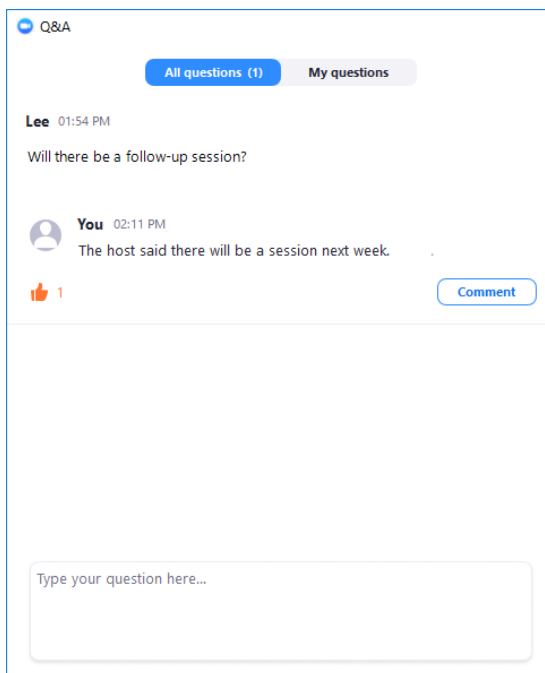 Q&A
All questions (1) My questions
Lee 01:54 PM
Will there be a follow-up session?
You 02:11 PM
The host said there will be a session next week.
1
Comment
Type your question here...